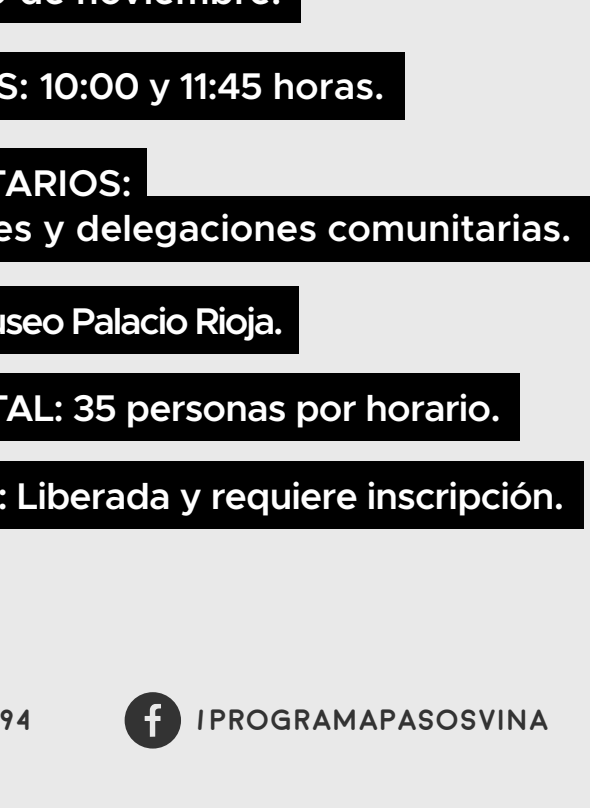 de noviembre.
S: 10:00 y 11:45 horas.
TARIOS:
es y delegaciones comunitarias.
useo Palacio Rioja.
TAL: 35 personas por horario.
: Liberada y requiere inscripción.
94
/PROGRAMAPASOSVINA